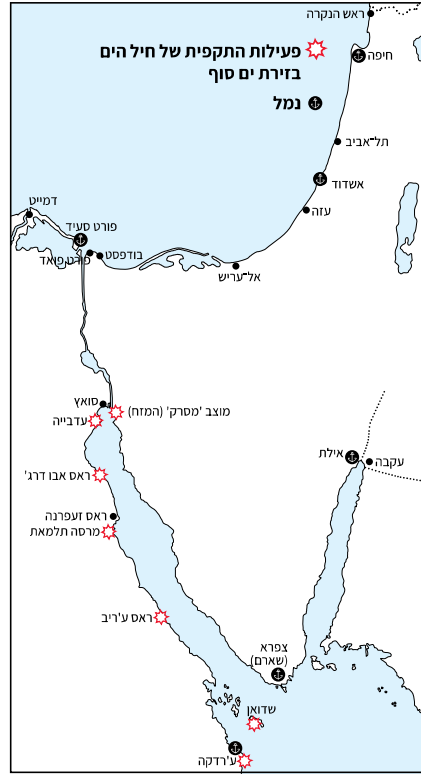 ראש הנקרה
פעילות התקפית של חיל הים
בזירת ים סוף
חיפה
נמל
תל־אביב
אשדוד
דמייט
עזה
פורט סעיד
בודפסט
פורט פואד
אל־עריש
סואץ
מוצב 'מסרק' (המזח)
עדבייה
אילת
עקבה
ראס אבו דרג'
ראס זעפרנה
מרסה תלמאת
ראס ע'ריב
צפרא
(שארם)
שדואן
ע'רדקה